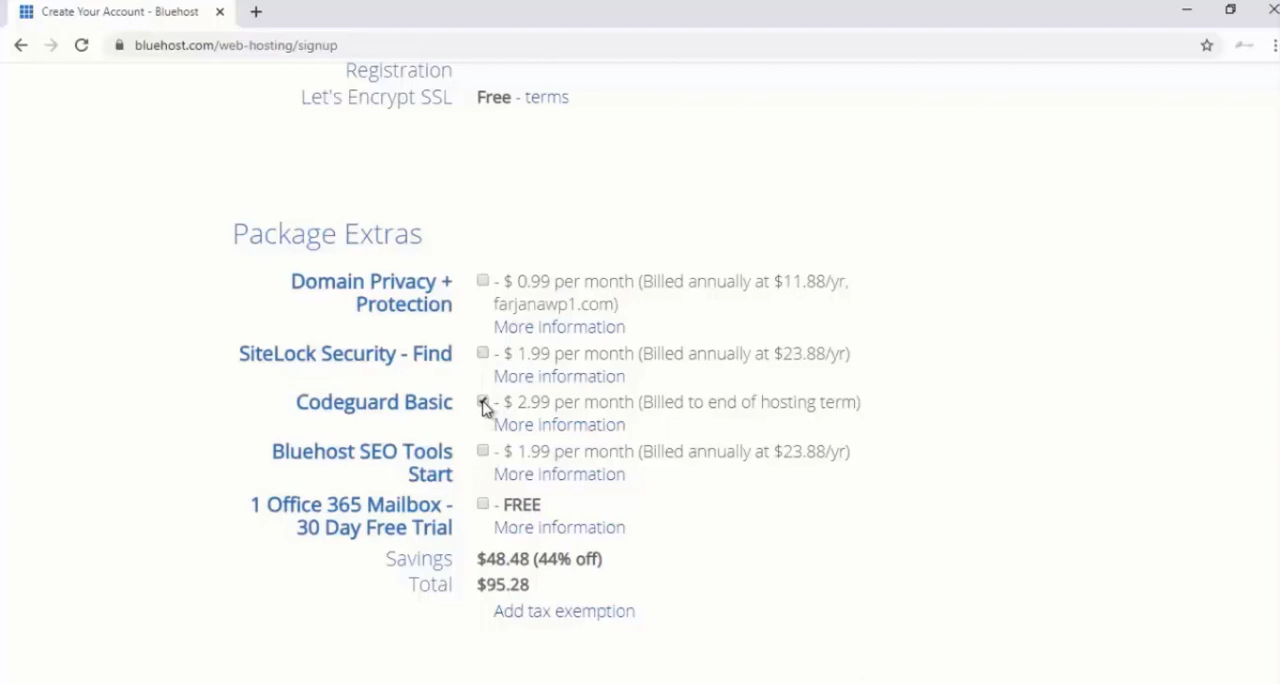 Create Your Account - Bluehost
bluehost.com/web-hosting/signup
Registration
Let's Encrypt SSL Free - terms
Package Extras
Domain Privacy + Protection - $ 0.99 per month (Billed annually at $11.88/yr, farjanawp1.com)
More information
SiteLock Security - Find - $ 1.99 per month (Billed annually at $23.88/yr)
More information
Codeguard Basic - $ 2.99 per month (Billed to end of hosting term)
More information
Bluehost SEO Tools Start - $ 1.99 per month (Billed annually at $23.88/yr)
More information
1 Office 365 Mailbox - 30 Day Free Trial - FREE
More information
Savings $48.48 (44% off)
Total $95.28
Add tax exemption